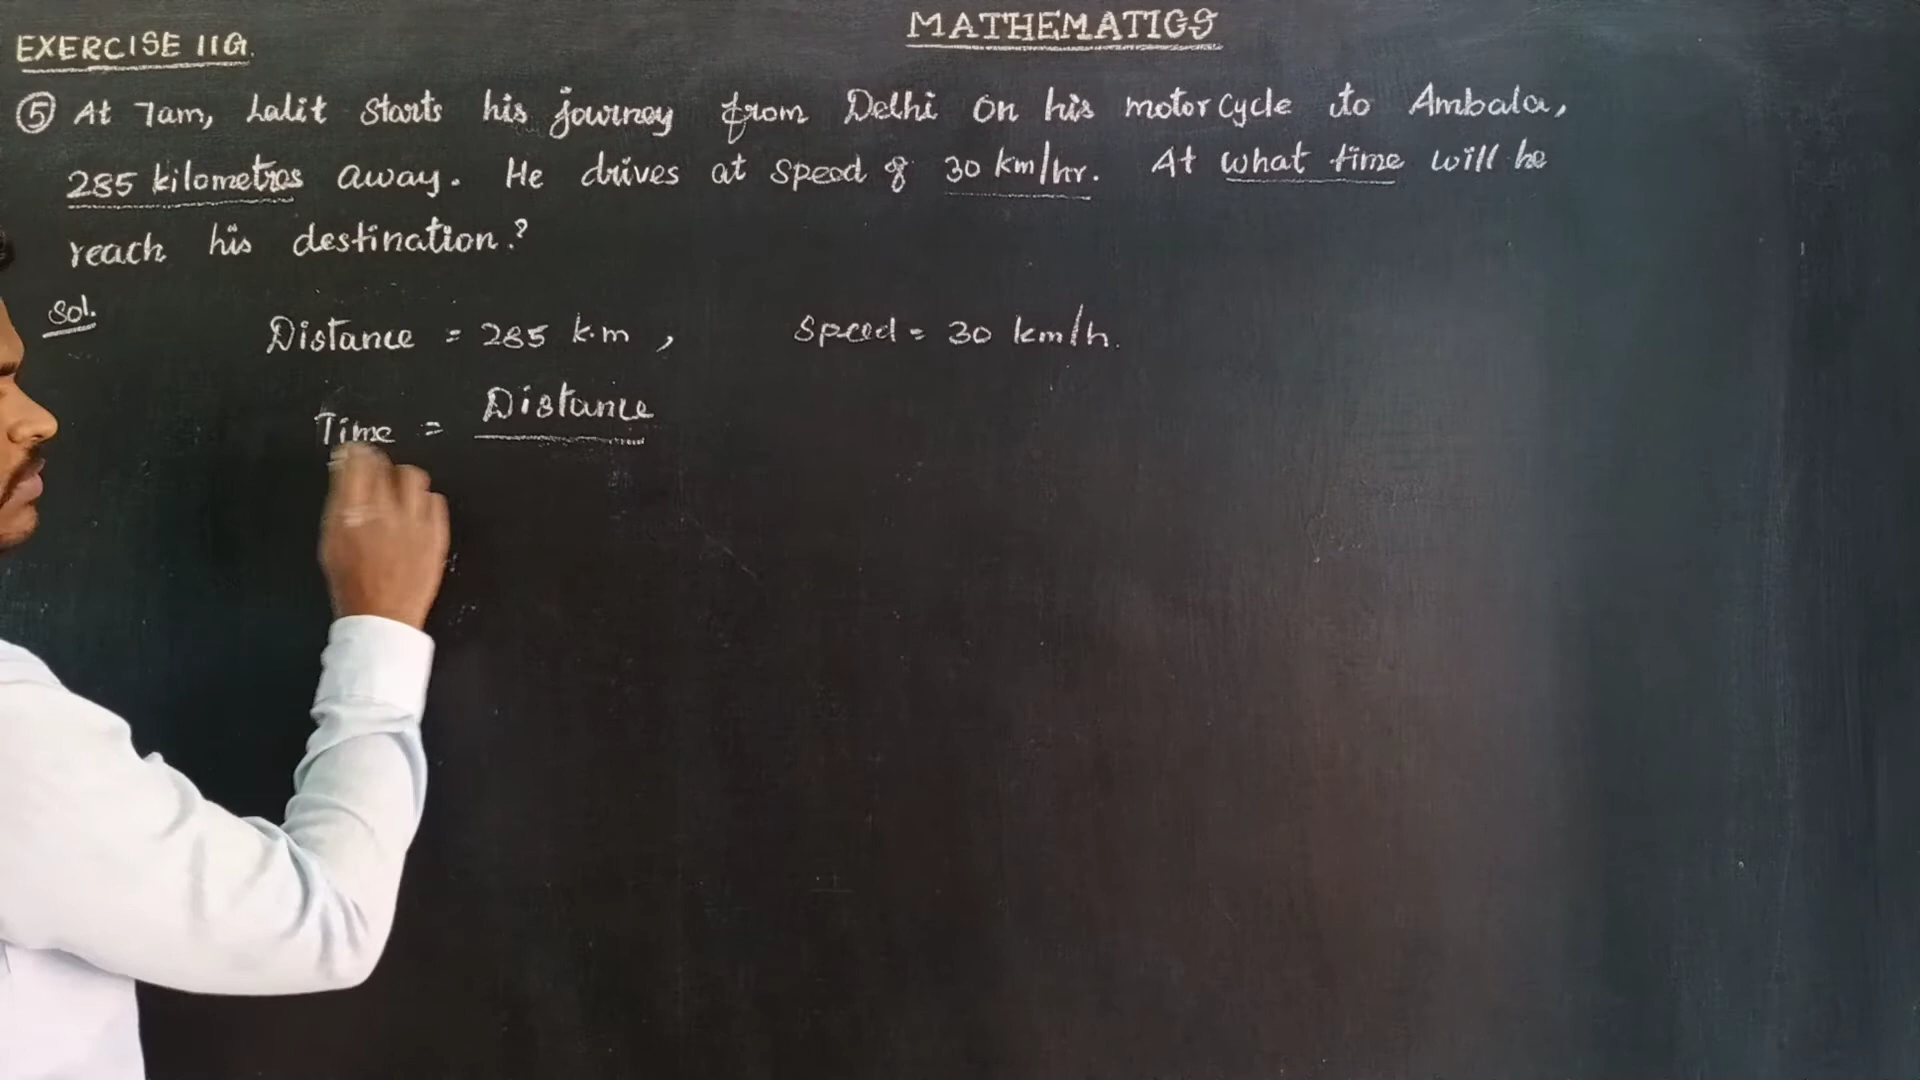 MATHEMATICS
EXERCISE 11G.
⑤ At 7am, Lalit starts his journey from Delhi on his motorcycle to Ambala,
285 kilometres away. He drives at speed of 30 km/hr. At what time will he
reach his destination.?
Sol.
Distance = 285 k.m , Speed = 30 km/h.
Time = Distance